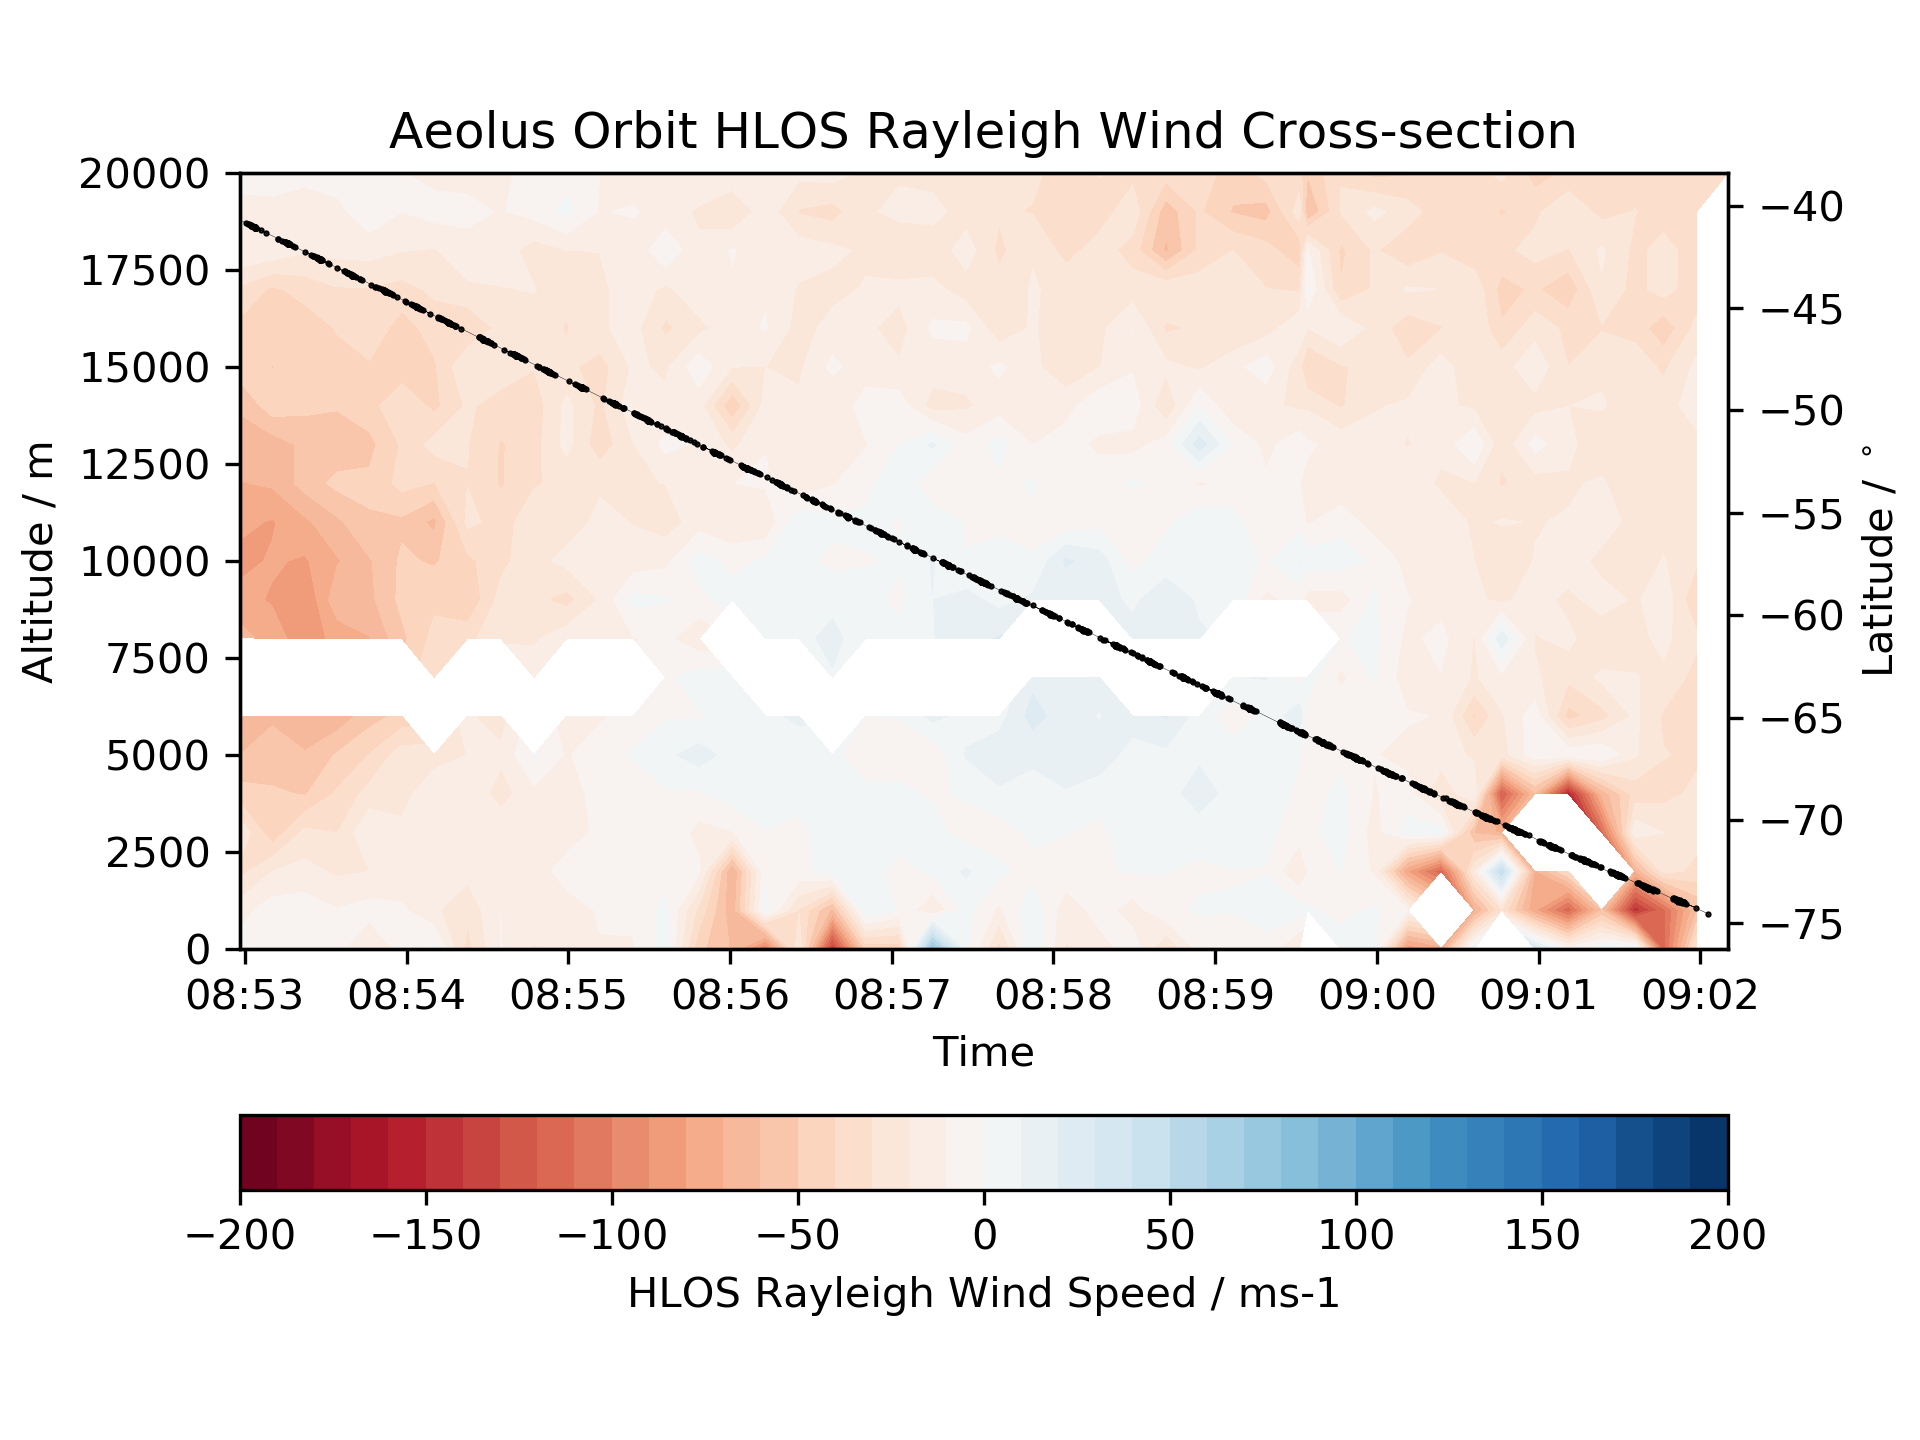 Aeolus Orbit HLOS Rayleigh Wind Cross-section
20000
17500
15000
12500
10000
7500
5000
2500
0
Altitude / m
−40
−45
−50
−55
−60
−65
−70
−75
Latitude / °
08:53 08:54 08:55 08:56 08:57 08:58 08:59 09:00 09:01 09:02
Time
−200 −150 −100 −50 0 50 100 150 200
HLOS Rayleigh Wind Speed / ms-1